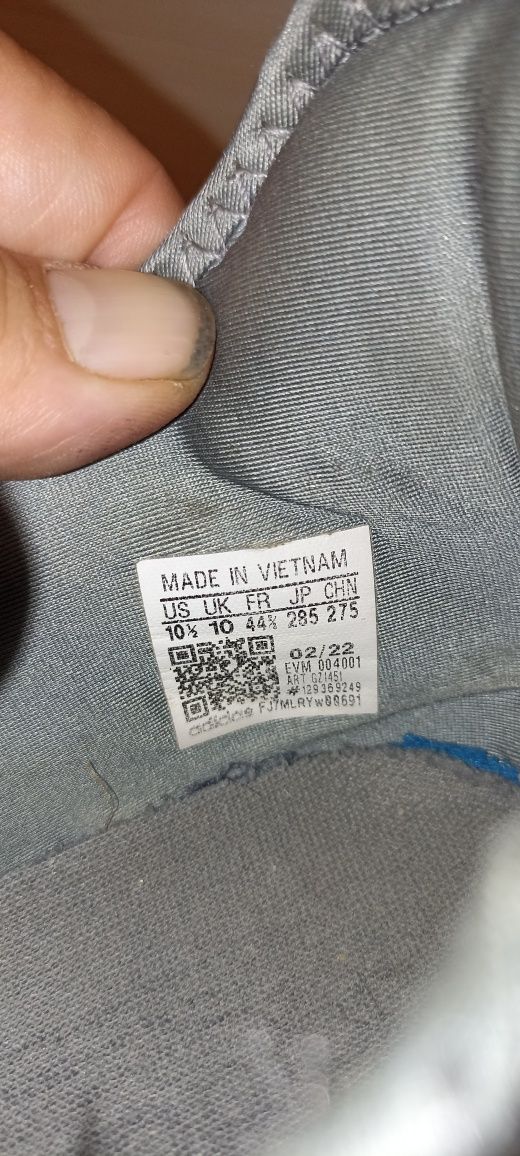 MADE IN VIETNAM
US UK FR JP CHN
10½ 10 44⅔ 285 275
02/22
EVM 004001
ART GZ1451
#129369249
FJ7MLRYW00691
adidas